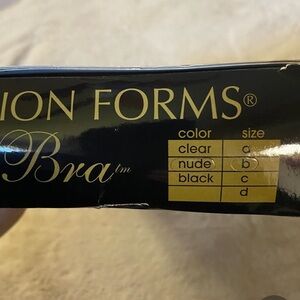 ION FORMS®
Bra™
color size
clear a
nude b
black c
d